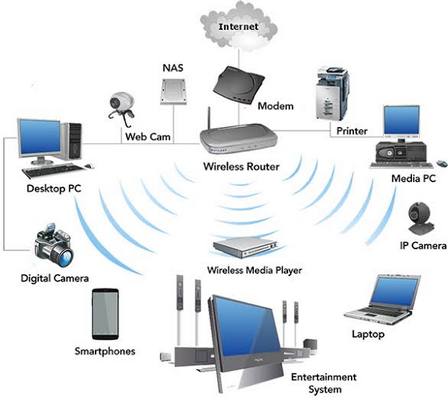 Internet
NAS
Modem
Web Cam
Printer
Wireless Router
Desktop PC
Media PC
IP Camera
Digital Camera
Wireless Media Player
Laptop
Smartphones
Entertainment
System